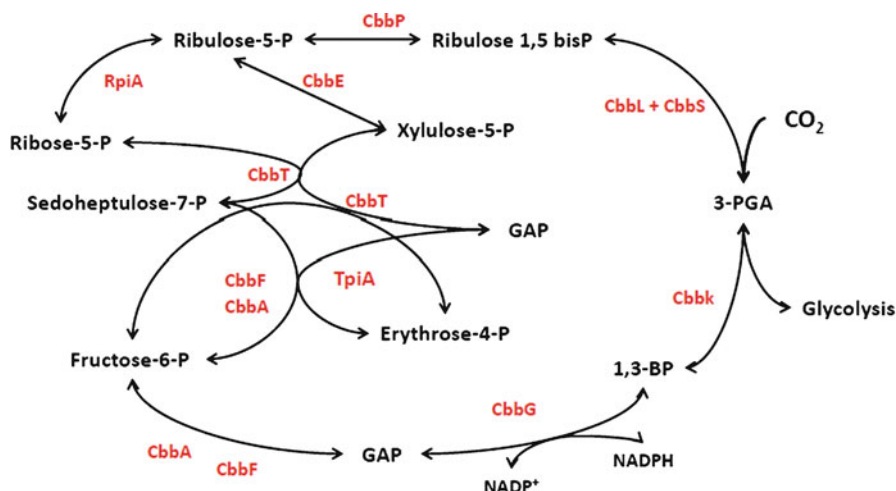 CbbP
Ribulose-5-P
Ribulose 1,5 bisP
RpiA
CbbE
CbbL + CbbS
CO2
Ribose-5-P
Xylulose-5-P
CbbT
Sedoheptulose-7-P
CbbT
3-PGA
GAP
CbbF
CbbA
TpiA
Cbbk
Glycolysis
Erythrose-4-P
Fructose-6-P
1,3-BP
CbbG
CbbA
CbbF
GAP
NADPH
NADP+